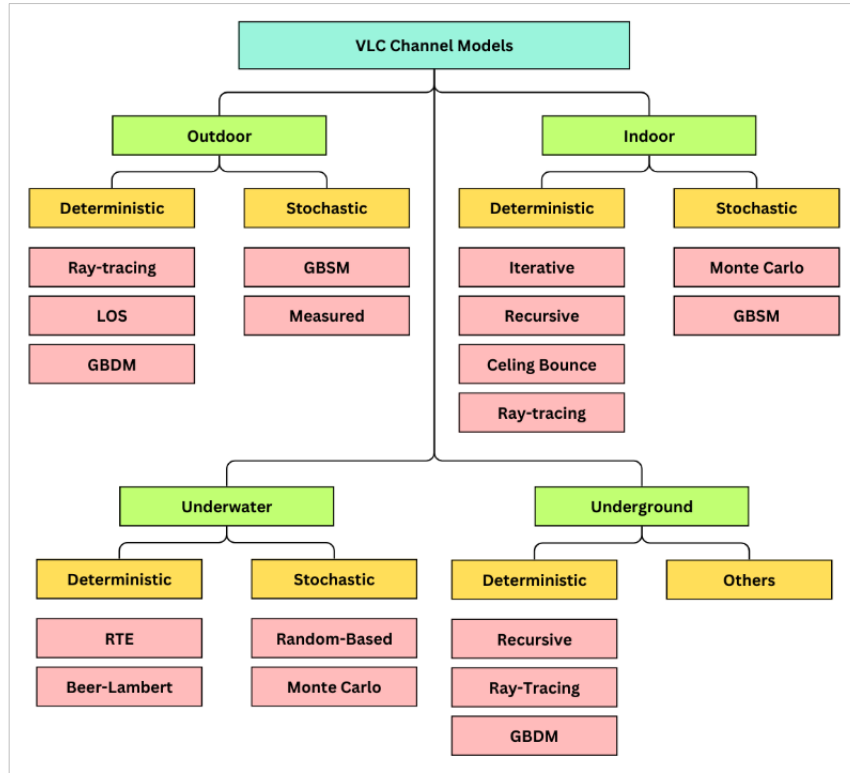 VLC Channel Models
Outdoor
Indoor
Deterministic
Stochastic
Deterministic
Stochastic
Ray-tracing
GBSM
Iterative
Monte Carlo
LOS
Measured
Recursive
GBSM
GBDM
Celing Bounce
Ray-tracing
Underwater
Underground
Deterministic
Stochastic
Deterministic
Others
RTE
Random-Based
Recursive
Beer-Lambert
Monte Carlo
Ray-Tracing
GBDM